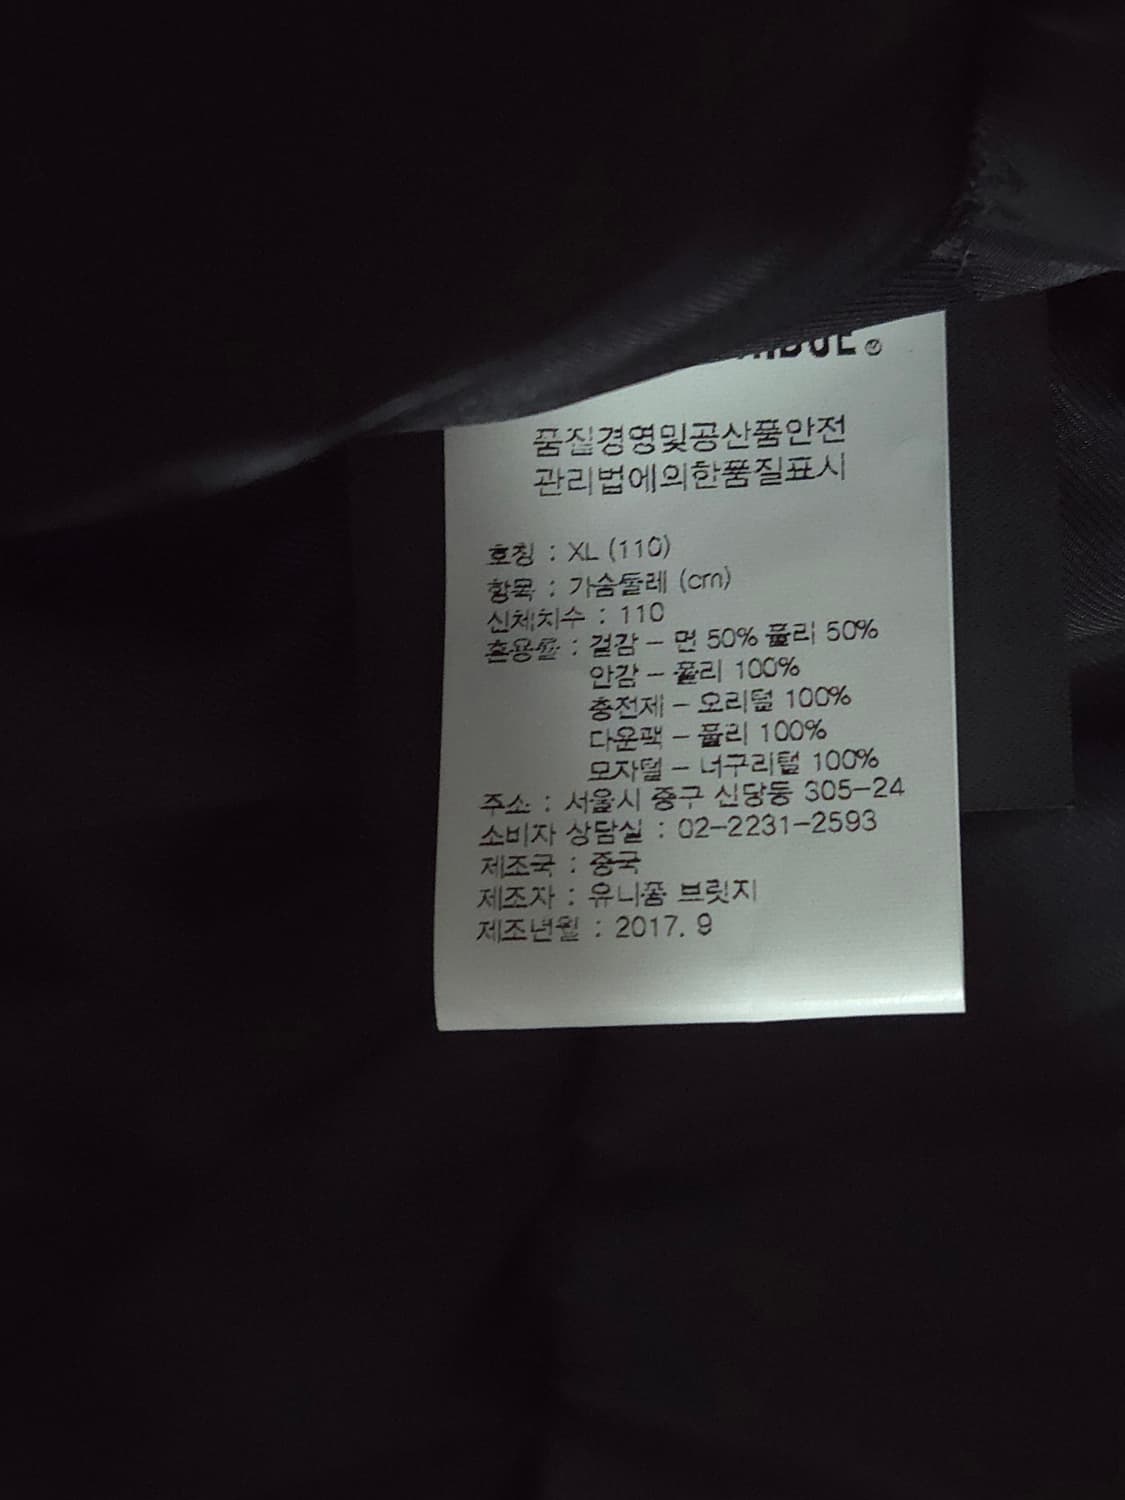 품질경영및공산품안전
관리법에의한품질표시
호칭 : XL (110)
항목 : 가슴둘레 (cm)
신체치수 : 110
혼용률 : 겉감 – 면 50% 폴리 50%
안감 – 폴리 100%
충전제 – 오리털 100%
다운팩 – 폴리 100%
모자털 – 너구리털 100%
주소 : 서울시 중구 신당동 305-24
소비자 상담실 : 02-2231-2593
제조국 : 중국
제조자 : 유니폼 브릿지
제조년월 : 2017. 9